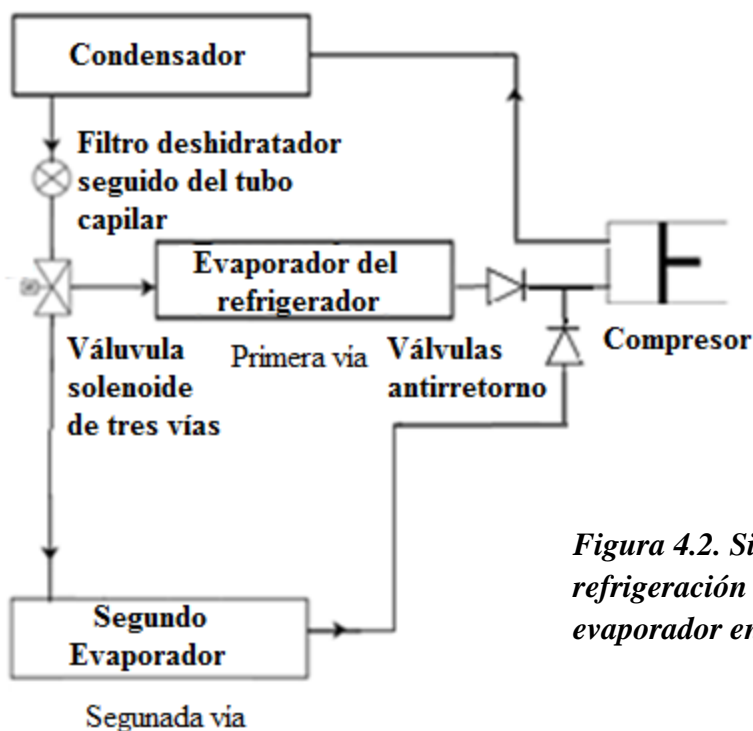 Condensador
Filtro deshidratador
seguido del tubo
capilar
Evaporador del
refrigerador
Váluvula
solenoide
de tres vías
Primera vía
Válvulas
antirretorno
Compresor
Segundo
Evaporador
Segunada vía
Figura 4.2. Si
refrigeración
evaporador en